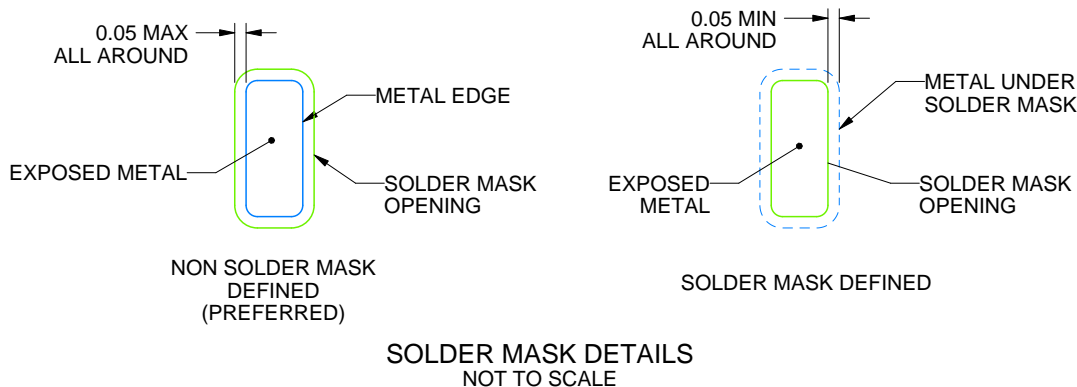 0.05 MAX
ALL AROUND
METAL EDGE
EXPOSED METAL
SOLDER MASK
OPENING
NON SOLDER MASK
DEFINED
(PREFERRED)
0.05 MIN
ALL AROUND
METAL UNDER
SOLDER MASK
EXPOSED
METAL
SOLDER MASK
OPENING
SOLDER MASK DEFINED
SOLDER MASK DETAILS
NOT TO SCALE